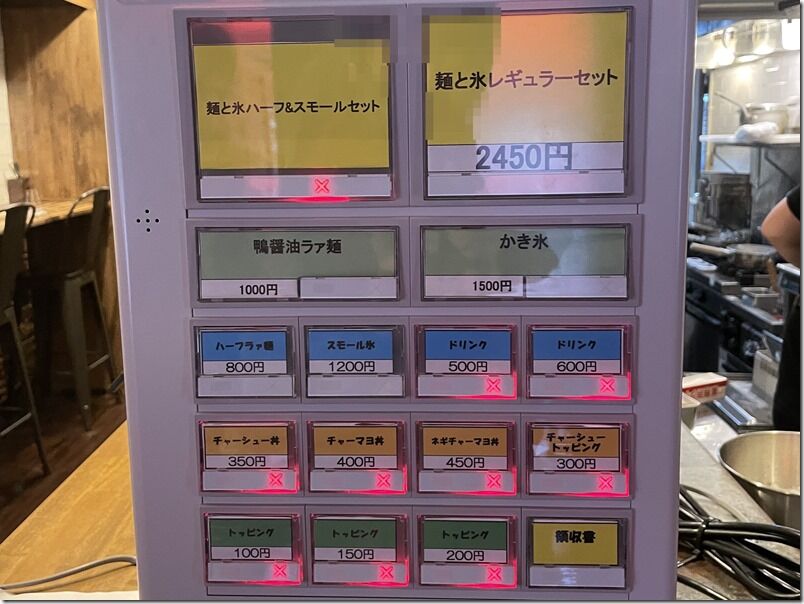 麺と氷ハーフ&スモールセット
麺と氷レギュラーセット
2450円
鴨醤油ラァ麺
1000円
かき氷
1500円
ハーフラァ麺
800円
スモール氷
1200円
ドリンク
500円
ドリンク
600円
チャーシュー丼
350円
チャーマヨ丼
400円
ネギチャーマヨ丼
450円
チャーシュー
トッピング
300円
トッピング
100円
トッピング
150円
トッピング
200円
領収書